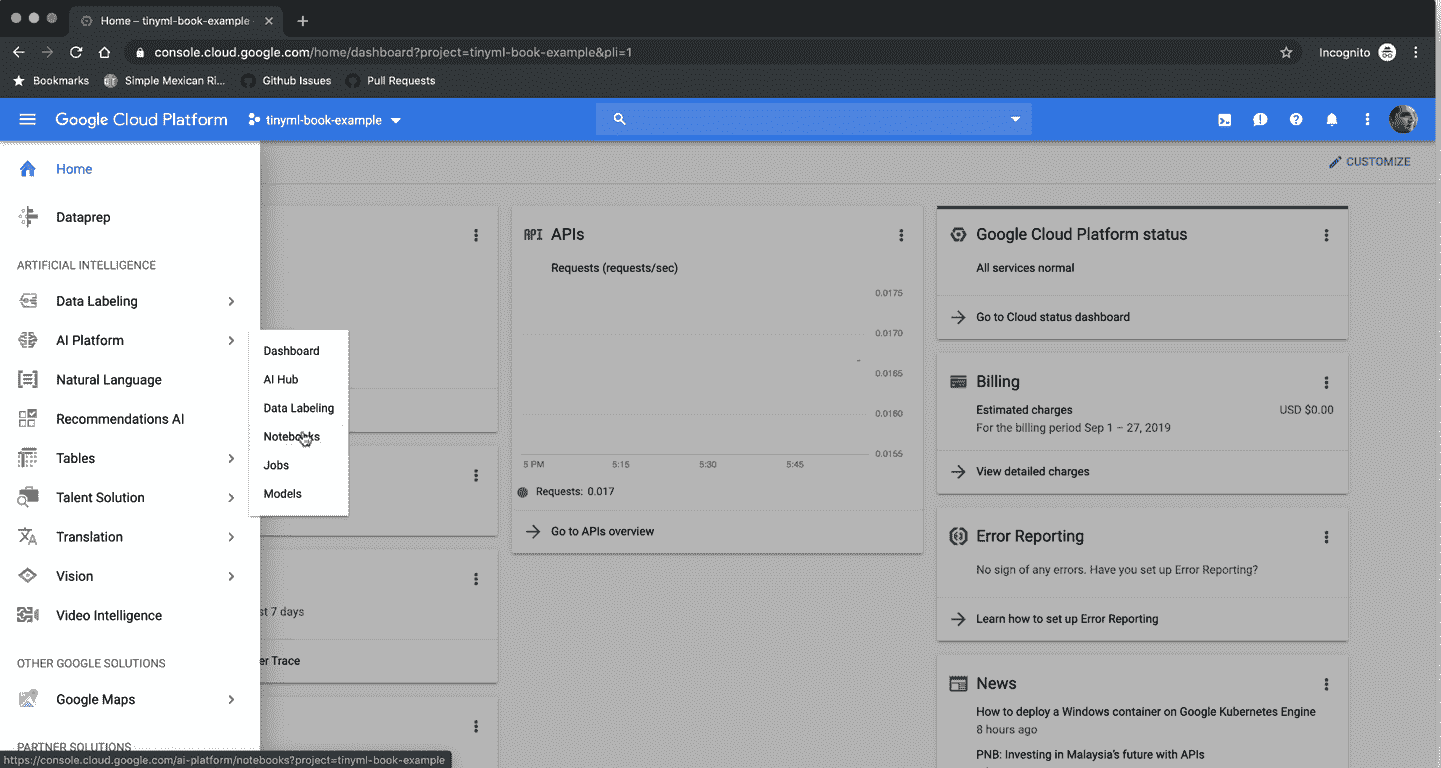 Home – tinyml-book-example
console.cloud.google.com/home/dashboard?project=tinyml-book-example&pli=1
Incognito
Bookmarks
Simple Mexican Ri...
Github Issues
Pull Requests
Google Cloud Platform
tinyml-book-example
CUSTOMIZE
Home
Dataprep
ARTIFICIAL INTELLIGENCE
Data Labeling
AI Platform
Natural Language
Recommendations AI
Tables
Talent Solution
Translation
Vision
Video Intelligence
OTHER GOOGLE SOLUTIONS
Google Maps
PARTNER SOLUTIONS
Dashboard
AI Hub
Data Labeling
Notebooks
Jobs
Models
st 7 days
er Trace
API APIs
Requests (requests/sec)
0.0175
0.0170
0.0165
0.0160
0.0155
5 PM 5:15 5:30 5:45
Requests: 0.017
Go to APIs overview
Google Cloud Platform status
All services normal
Go to Cloud status dashboard
Billing
Estimated charges USD $0.00
For the billing period Sep 1 – 27, 2019
View detailed charges
Error Reporting
No sign of any errors. Have you set up Error Reporting?
Learn how to set up Error Reporting
News
How to deploy a Windows container on Google Kubernetes Engine
8 hours ago
PNB: Investing in Malaysia's future with APIs
https://console.cloud.google.com/ai-platform/notebooks?project=tinyml-book-example